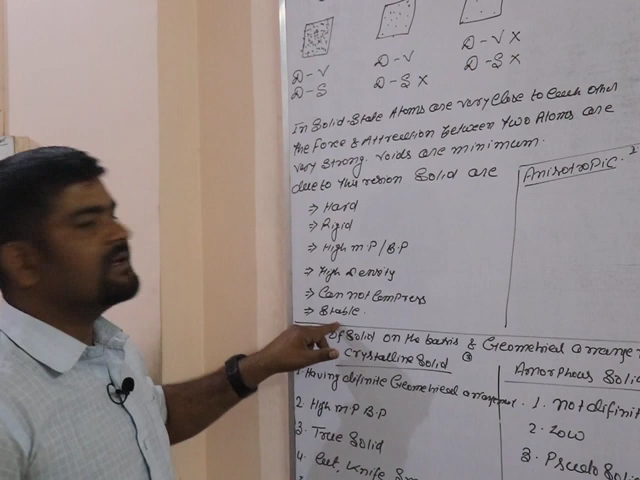 D-V
D-S
D-V
D-S X
D-V X
D-S X
In Solid State Atoms are very Close to Each other
the Force & Attrection between Two Atoms are
very strong. voids are minimum.
due to this resion Solid are
⇒ Hard
⇒ Rigid
⇒ High m.P/B.P
⇒ High Density
⇒ Can not Compress
⇒ Stable.
Anisotropic.
of Solid on the basis & Geometrical arrange
Crystalline Solid
1. Having definite Geometrical arrangement.
2. High m.P B.P
3. True Solid
4. Cut, Knife
Amorphous Solid
1. not difinit
2. Low
3. Pseudo Solid